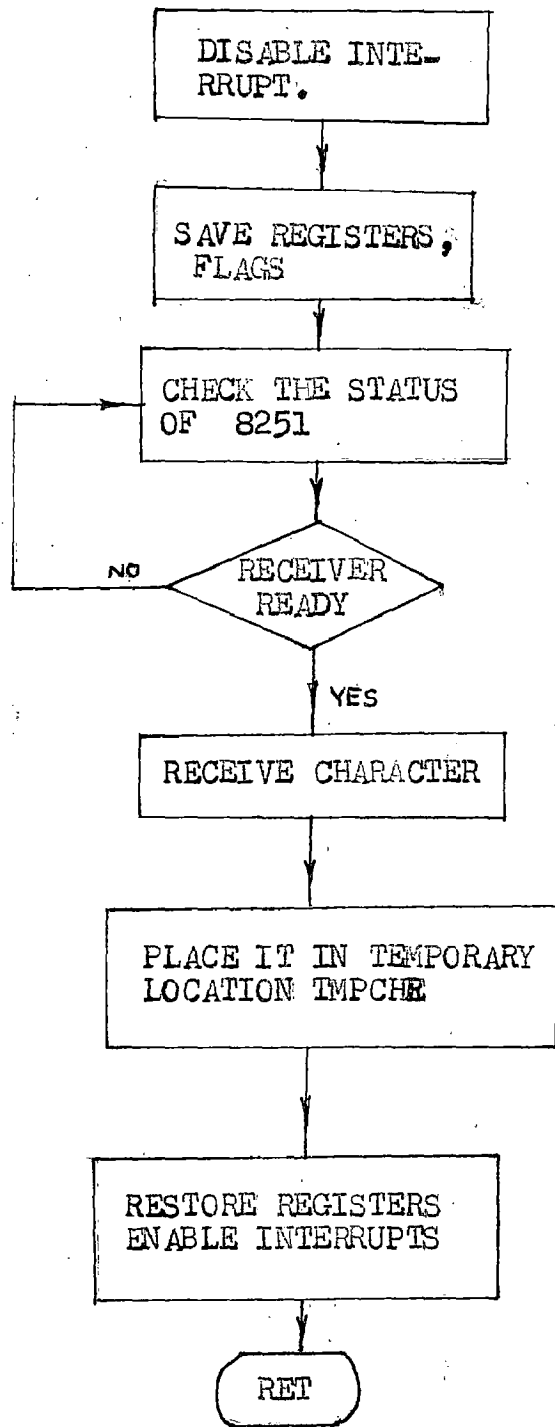 DISABLE INTE-
RRUPT.
SAVE REGISTERS,
FLAGS
CHECK THE STATUS
OF 8251
NO
RECEIVER
READY
YES
RECEIVE CHARACTER
PLACE IT IN TEMPORARY
LOCATION TMPCHR
RESTORE REGISTERS
ENABLE INTERRUPTS
RET